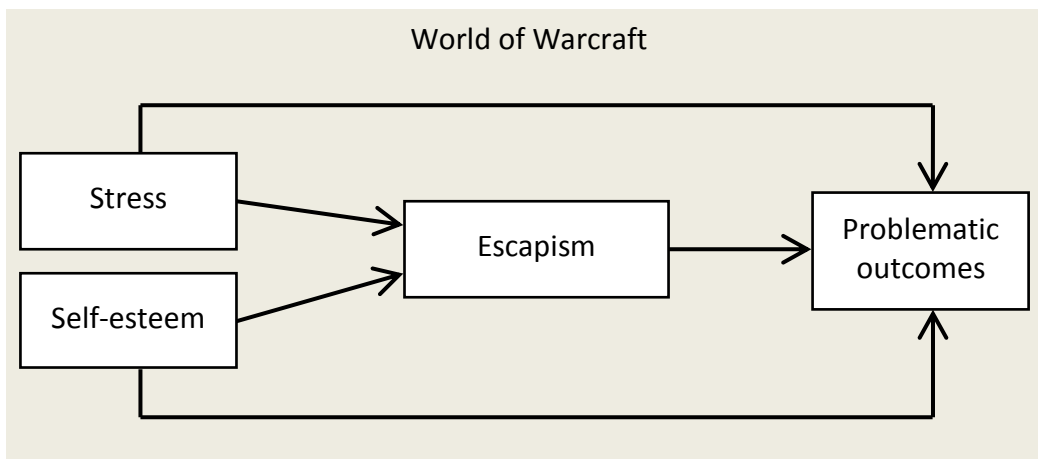 World of Warcraft
Stress
Self-esteem
Escapism
Problematic
outcomes